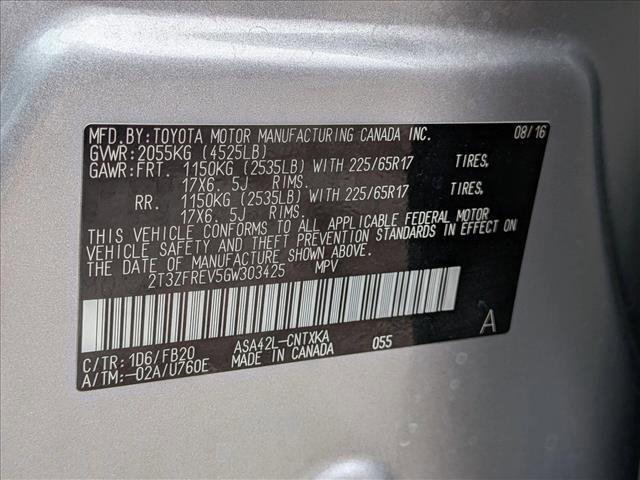 MFD. BY: TOYOTA MOTOR MANUFACTURING CANADA INC. 08/16
GVWR: 2055KG (4525LB)
GAWR: FRT. 1150KG (2535LB) WITH 225/65R17 TIRES,
17X6. 5J RIMS.
RR. 1150KG (2535LB) WITH 225/65R17 TIRES,
17X6. 5J RIMS.
THIS VEHICLE CONFORMS TO ALL APPLICABLE FEDERAL MOTOR
VEHICLE SAFETY AND THEFT PREVENTION STANDARDS IN EFFECT
ON THE DATE OF MANUFACTURE SHOWN ABOVE.
2T3ZFREV5GW303425 MPV
A
C/TR: 1D6/FB20 ASA42L-CNTXKA 055
A/TM: -02A/U760E MADE IN CANADA